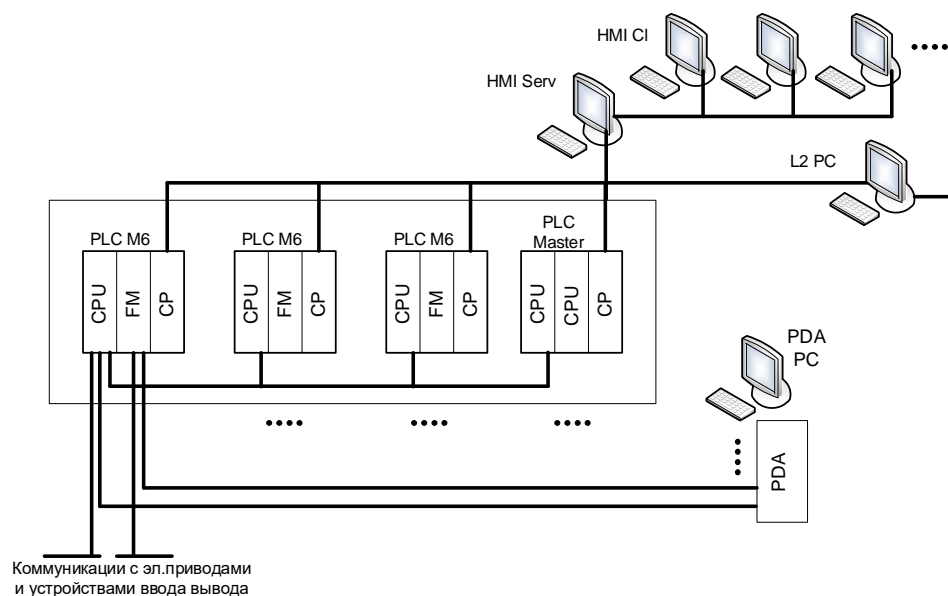 HMI Cl
HMI Serv
L2 PC
PLC M6
PLC M6
PLC M6
PLC
Master
CPU
FM
CP
CPU
FM
CP
CPU
FM
CP
CPU
CPU
CP
PDA
PC
PDA
Коммуникации с эл.приводами
и устройствами ввода вывода